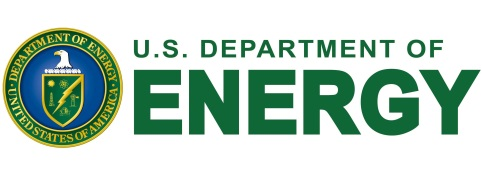 DEPARTMENT OF ENERGY
UNITED STATES OF AMERICA
U.S. DEPARTMENT OF
ENERGY